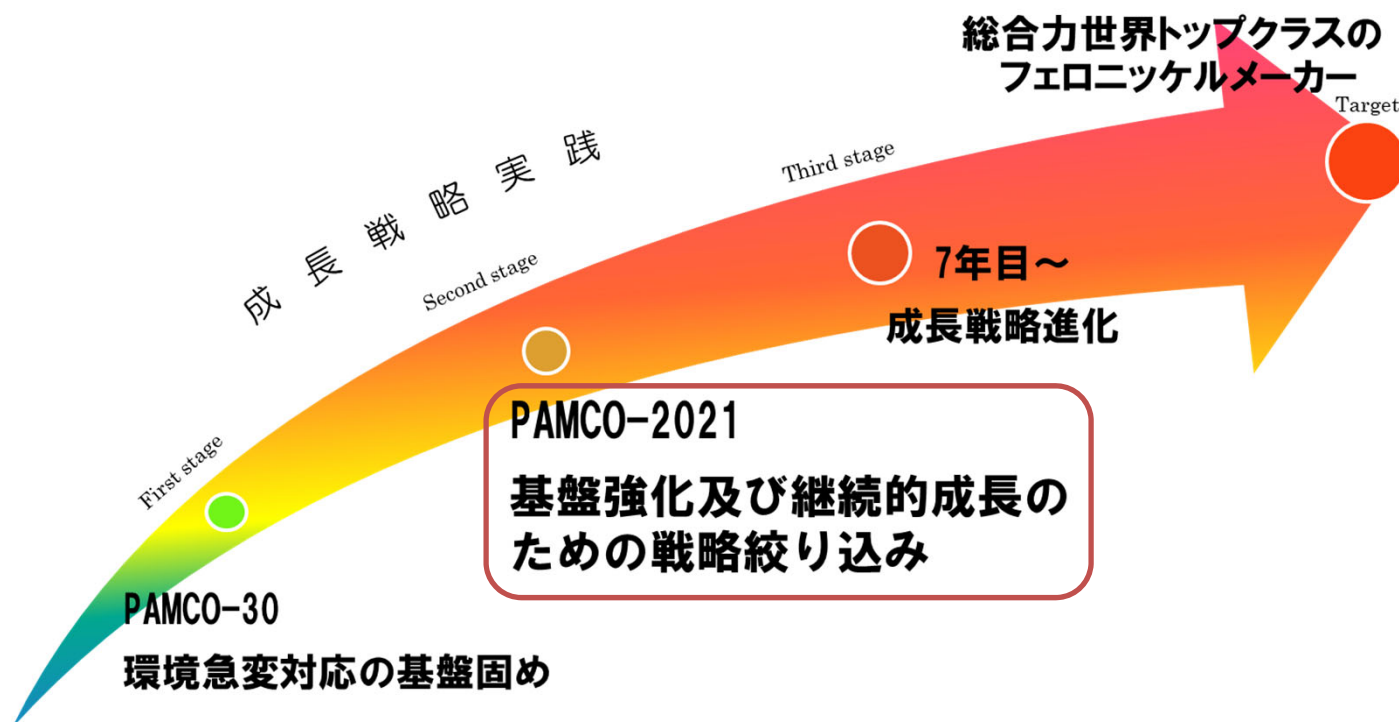 総合力世界トップクラスの
フェロニッケルメーカー
Target
成長戦略実践
Third stage
7年目～
成長戦略進化
Second stage
PAMCO-2021
基盤強化及び継続的成長の
ための戦略絞り込み
First stage
PAMCO-30
環境急変対応の基盤固め